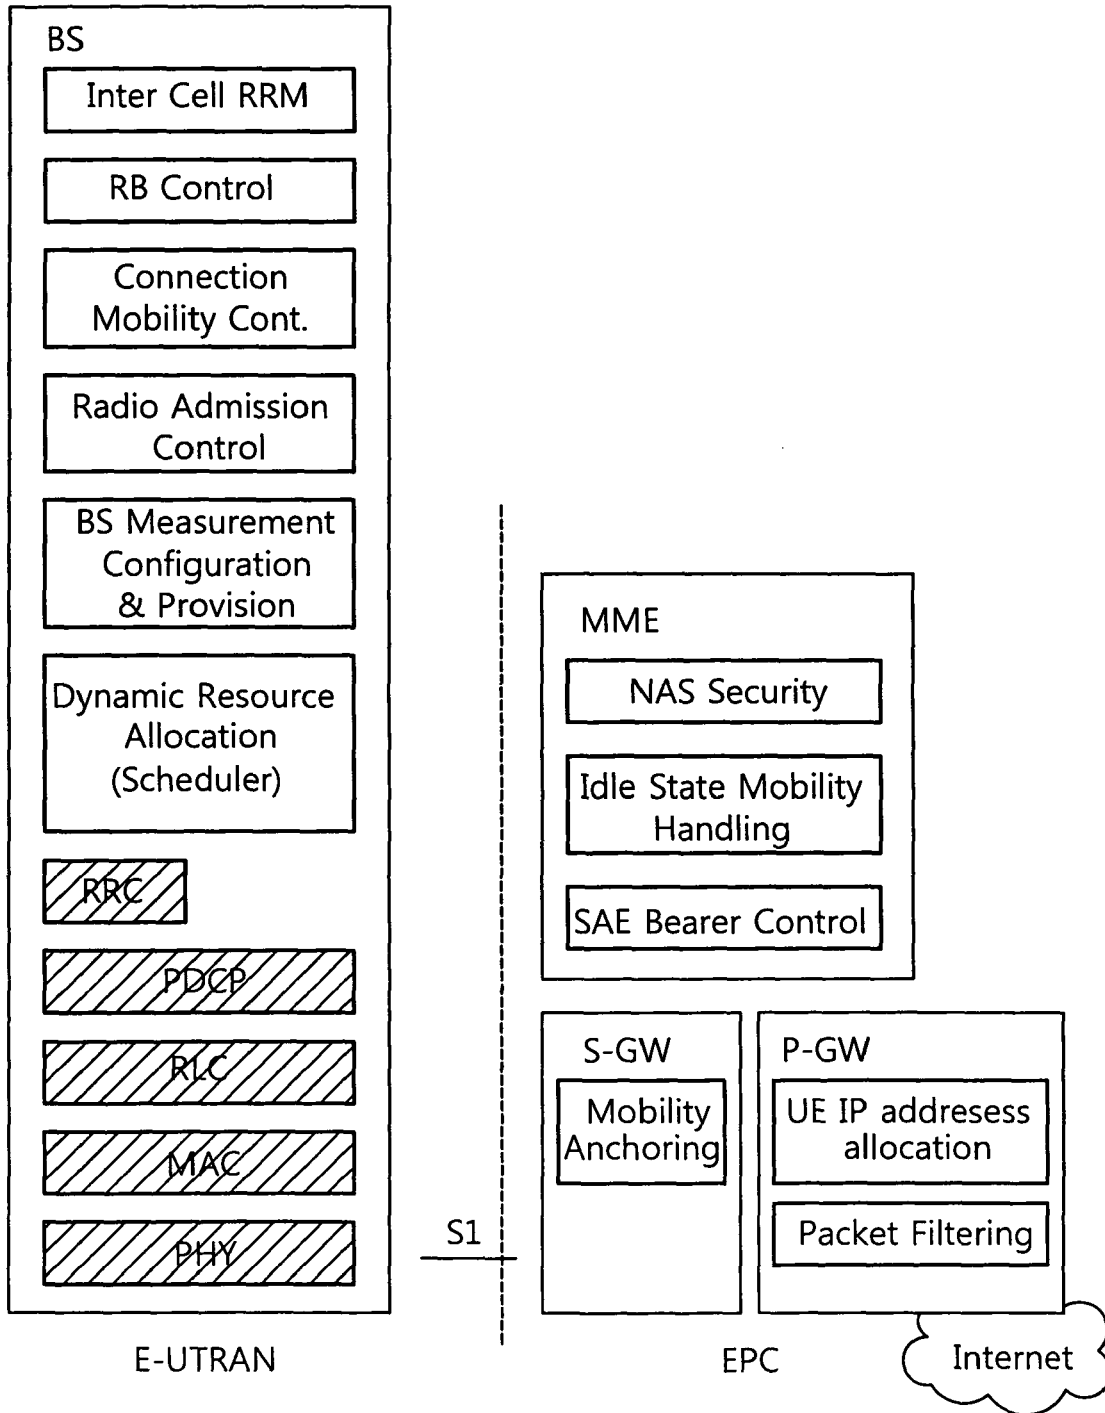 BS
Inter Cell RRM
RB Control
Connection
Mobility Cont.
Radio Admission
Control
BS Measurement
Configuration
& Provision
Dynamic Resource
Allocation
(Scheduler)
RRC
PDCP
RLC
MAC
PHY
E-UTRAN
S1
MME
NAS Security
Idle State Mobility
Handling
SAE Bearer Control
S-GW
Mobility
Anchoring
P-GW
UE IP addresess
allocation
Packet Filtering
EPC
Internet